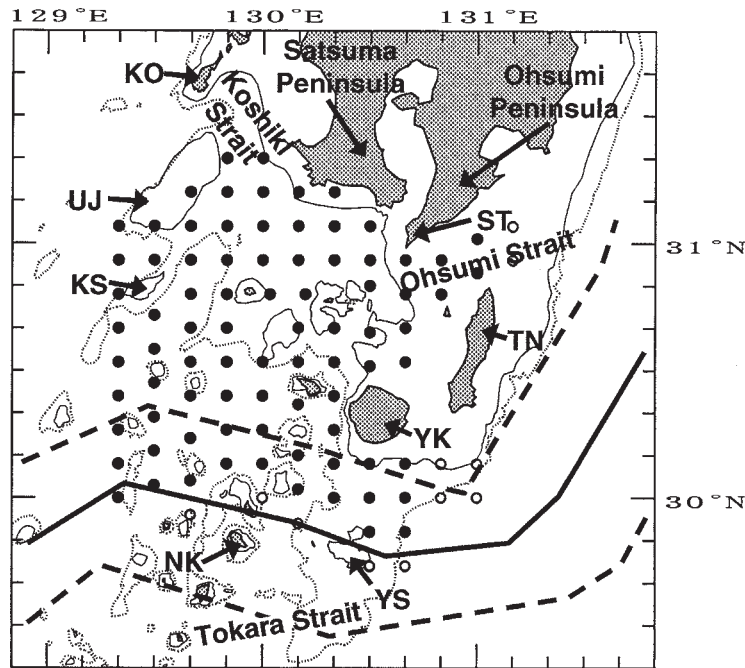 129°E 130°E 131°E
KO
Koshiki
Strait
Satsuma
Peninsula
Ohsumi
Peninsula
UJ
ST
31°N
KS
Ohsumi Strait
TN
YK
30°N
NK
YS
Tokara Strait